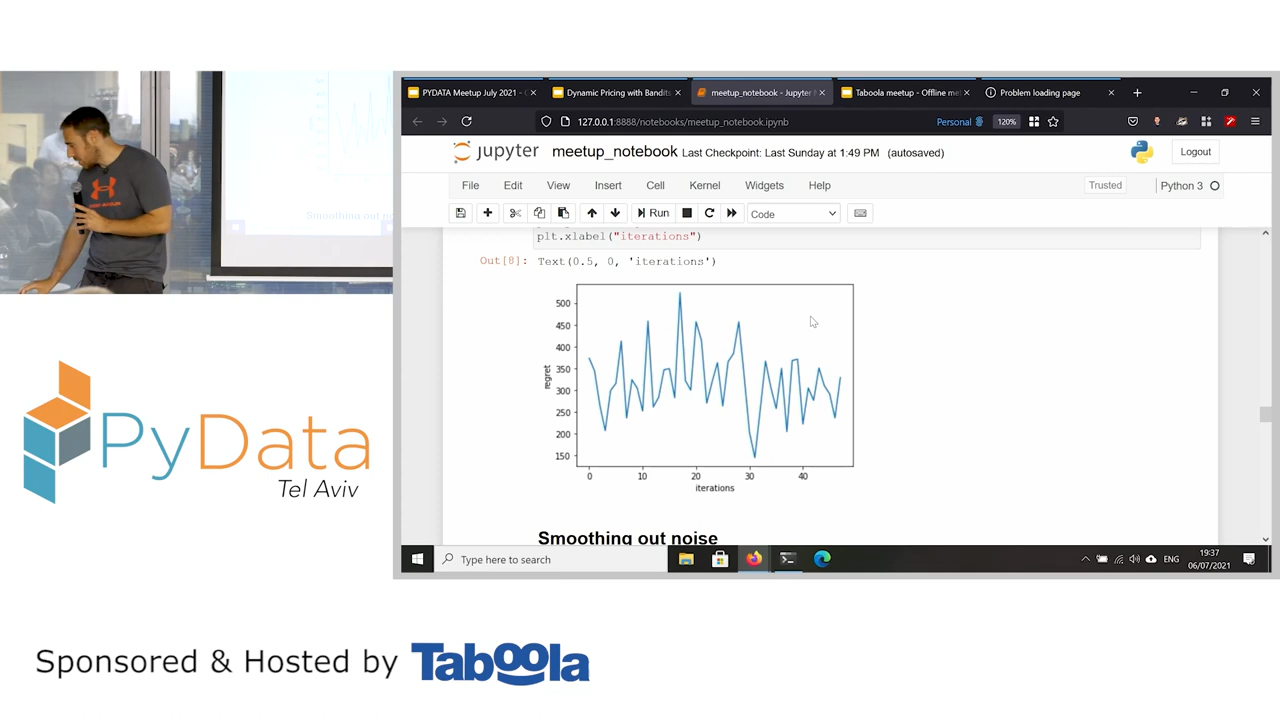 Smoothing out no
PyData
Tel Aviv
Sponsored & Hosted by Taboola
PYDATA Meetup July 2021 - G
Dynamic Pricing with Bandits
meetup_notebook - Jupyter N
Taboola meetup - Offline me
Problem loading page
127.0.0.1:8888/notebooks/meetup_notebook.ipynb
Personal
120%
jupyter
meetup_notebook Last Checkpoint: Last Sunday at 1:49 PM (autosaved)
Logout
File Edit View Insert Cell Kernel Widgets Help
Trusted
Python 3
Run
Code
plt.xlabel("iterations")
Out[8]: Text(0.5, 0, 'iterations')
500
450
400
350
300
250
200
150
regret
0 10 20 30 40
iterations
Smoothing out noise
Type here to search
ENG
19:37
06/07/2021